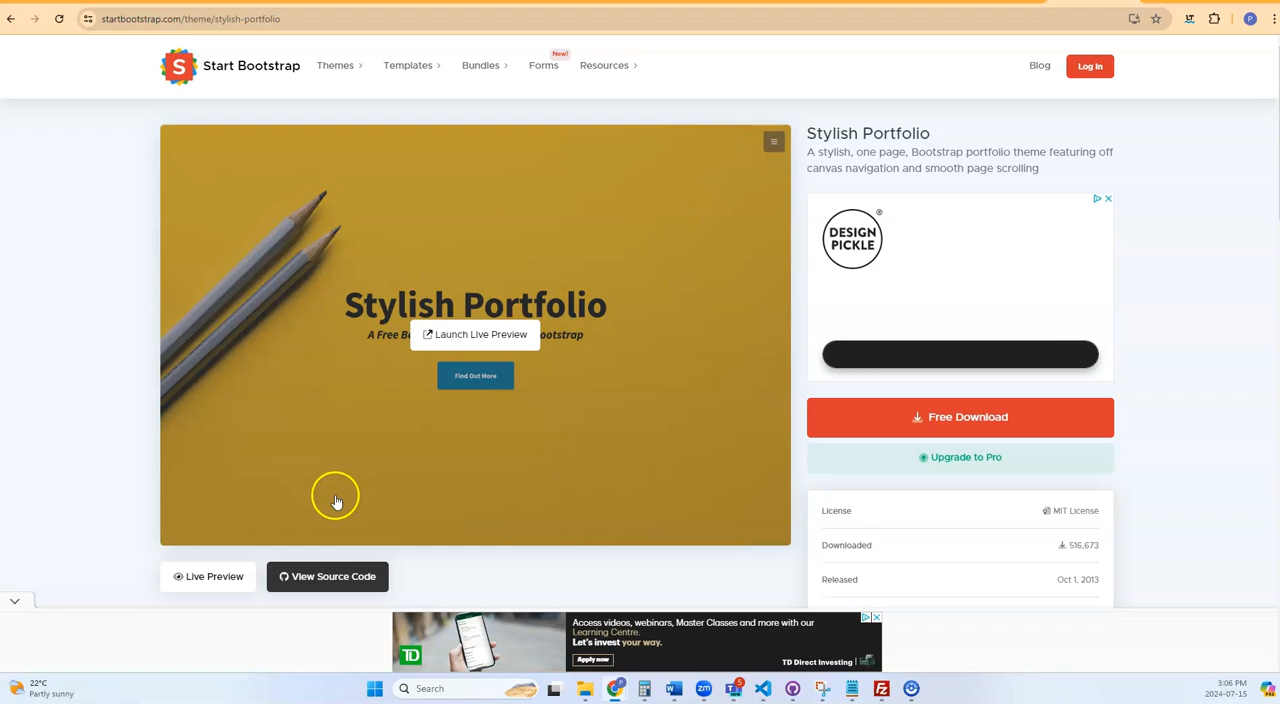 startbootstrap.com/theme/stylish-portfolio
P
S
Start Bootstrap
Themes
Templates
Bundles
Forms
New!
Resources
Blog
Log In
Stylish Portfolio
A Free B
ootstrap
Launch Live Preview
Find Out More
Live Preview
View Source Code
Stylish Portfolio
A stylish, one page, Bootstrap portfolio theme featuring off
canvas navigation and smooth page scrolling
DESIGN
PICKLE
®
Free Download
Upgrade to Pro
License
MIT License
Downloaded
516,673
Released
Oct 1, 2013
TD
Access videos, webinars, Master Classes and more with our
Learning Centre.
Let's invest your way.
Apply now
TD Direct Investing
22°C
Partly sunny
Search
3:06 PM
2024-07-15